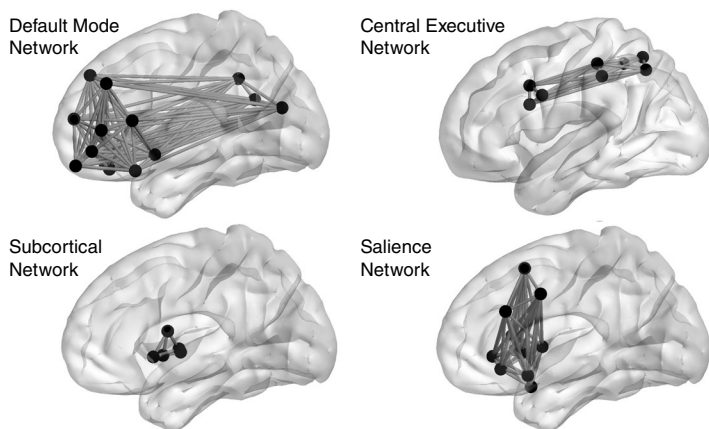 Default Mode
Network
Central Executive
Network
Subcortical
Network
Salience
Network